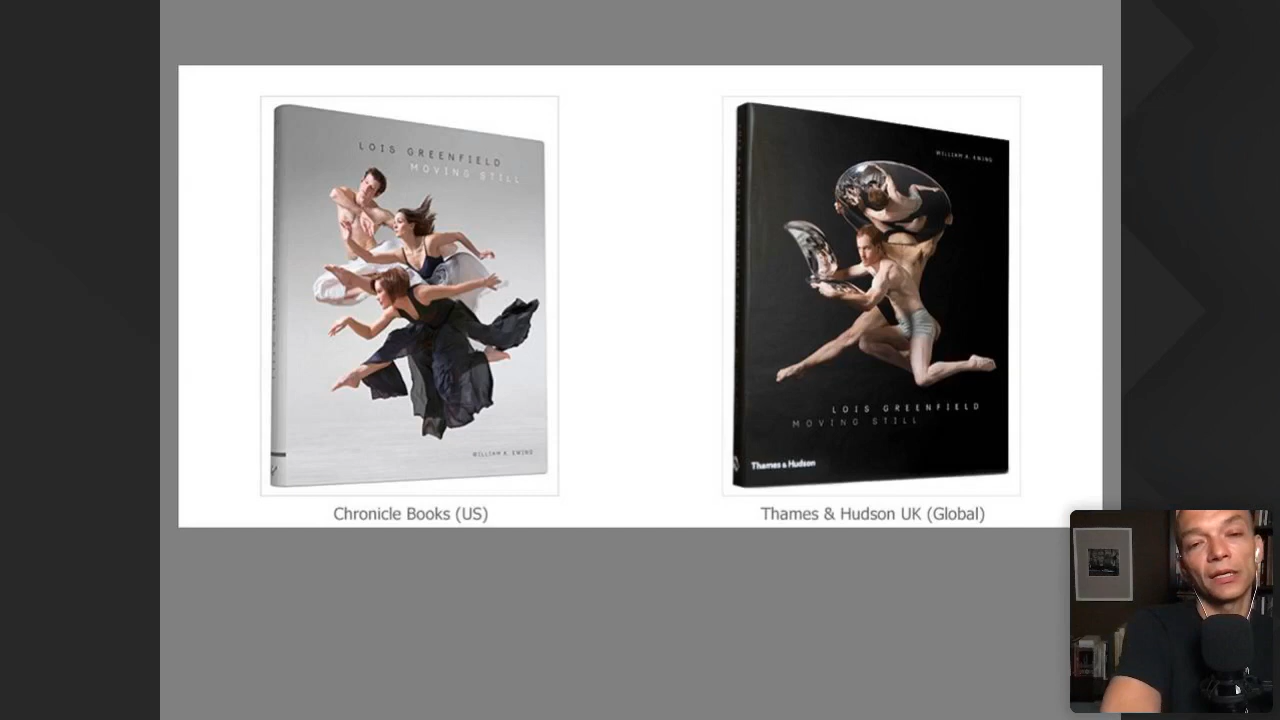 LOIS GREENFIELD
MOVING STILL
WILLIAM A. EWING
Chronicle Books (US)
WILLIAM A. EWING
LOIS GREENFIELD
MOVING STILL
Thames & Hudson
Thames & Hudson UK (Global)